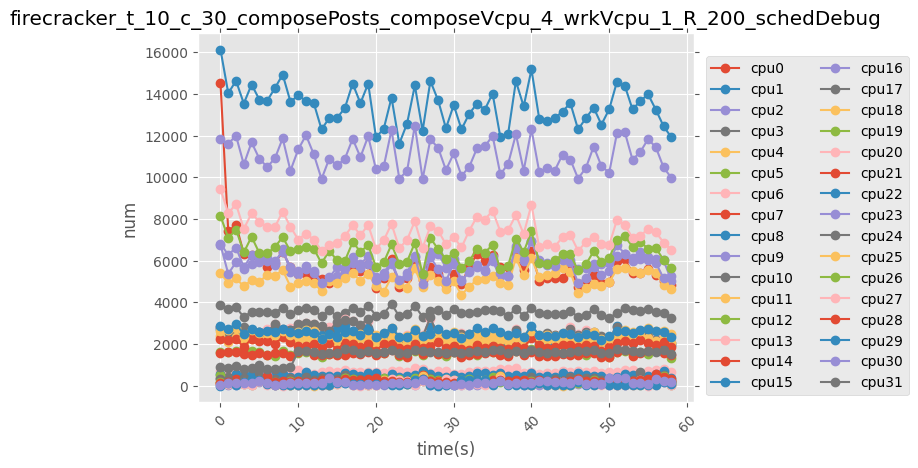 firecracker_t_10_c_30_composePosts_composeVcpu_4_wrkVcpu_1_R_200_schedDebug
16000
14000
12000
10000
8000
6000
4000
2000
0
num
0
10
20
30
40
50
60
time(s)
cpu0
cpu1
cpu2
cpu3
cpu4
cpu5
cpu6
cpu7
cpu8
cpu9
cpu10
cpu11
cpu12
cpu13
cpu14
cpu15
cpu16
cpu17
cpu18
cpu19
cpu20
cpu21
cpu22
cpu23
cpu24
cpu25
cpu26
cpu27
cpu28
cpu29
cpu30
cpu31